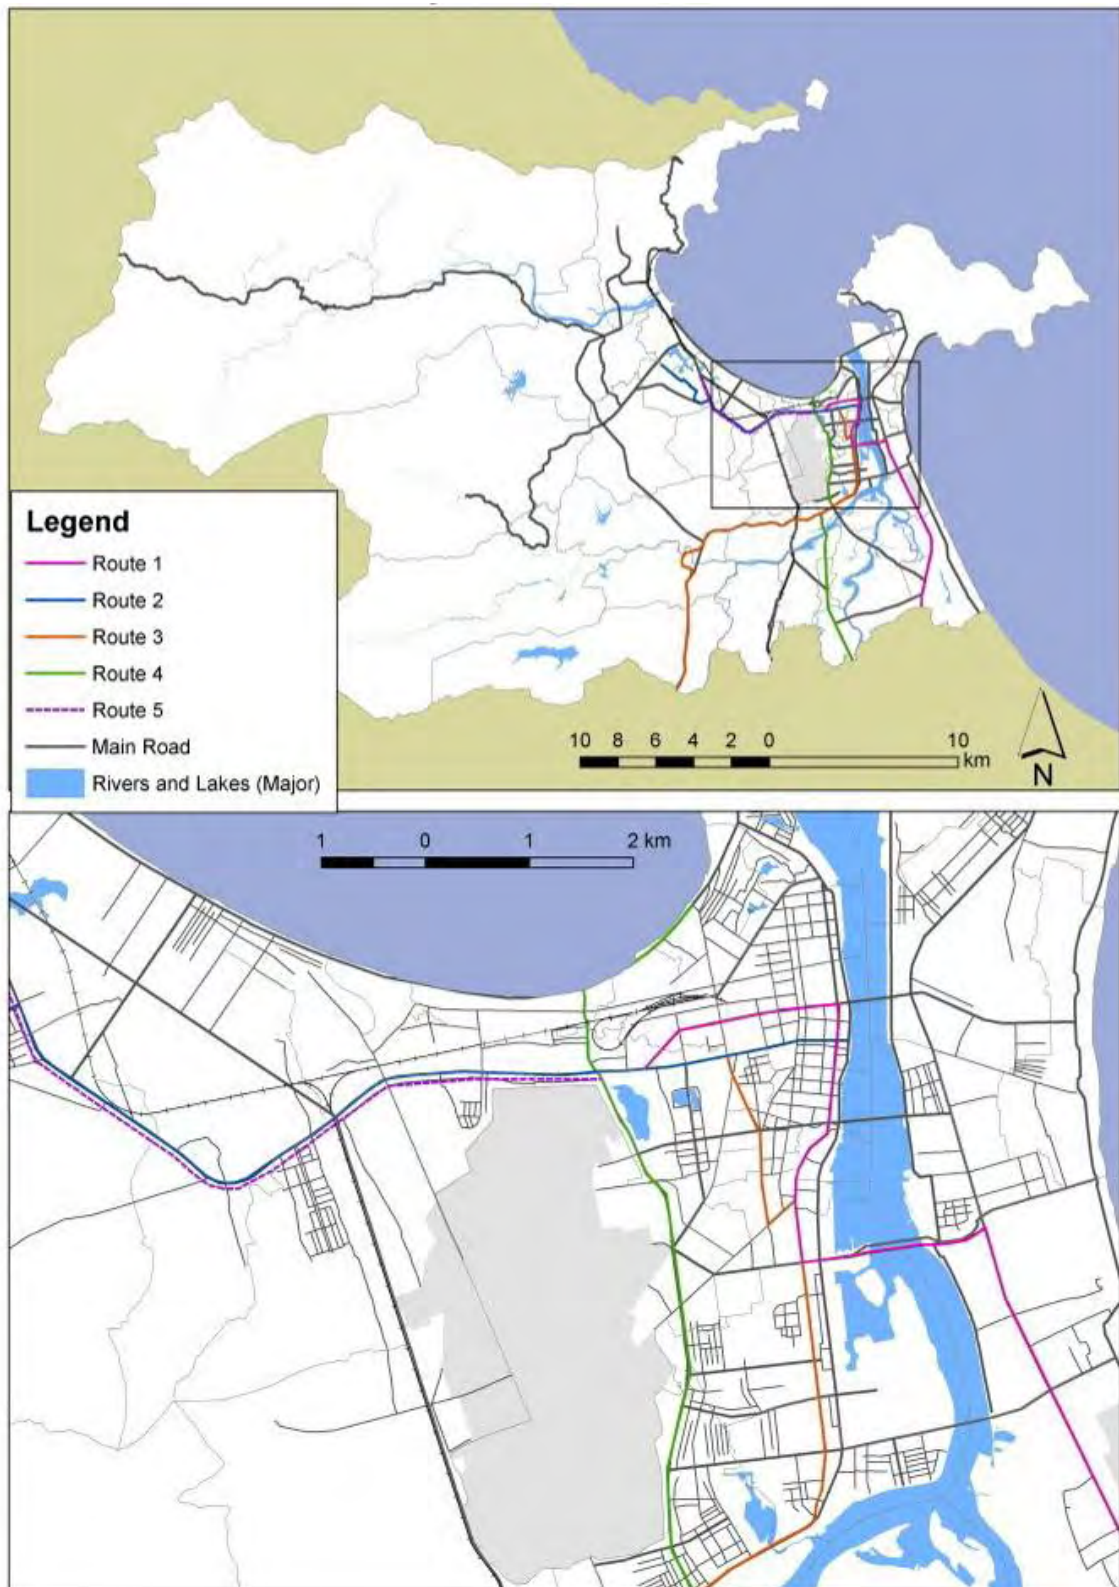 Legend
Route 1
Route 2
Route 3
Route 4
Route 5
Main Road
Rivers and Lakes (Major)
10 8 6 4 2 0 10
km
N
1 0 1 2 km